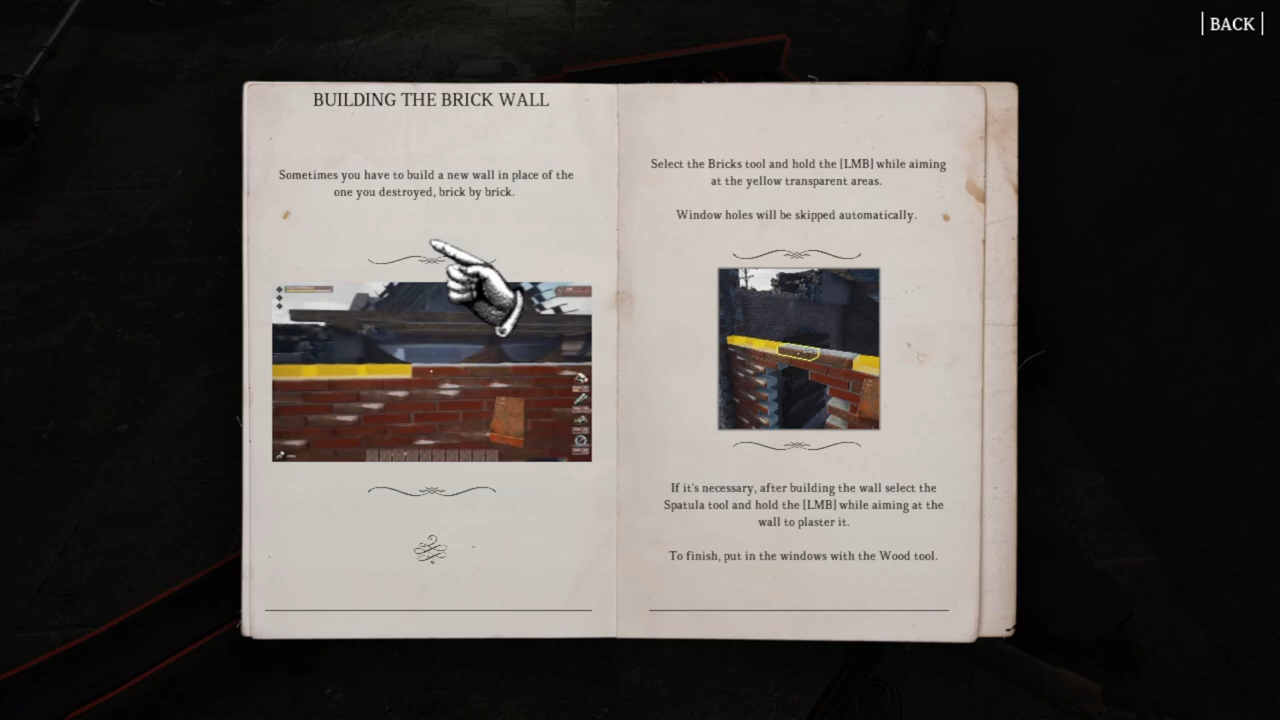 BACK
BUILDING THE BRICK WALL
Sometimes you have to build a new wall in place of the
one you destroyed, brick by brick.
Select the Bricks tool and hold the [LMB] while aiming
at the yellow transparent areas.
Window holes will be skipped automatically.
If it's necessary, after building the wall select the
Spatula tool and hold the [LMB] while aiming at the
wall to plaster it.
To finish, put in the windows with the Wood tool.